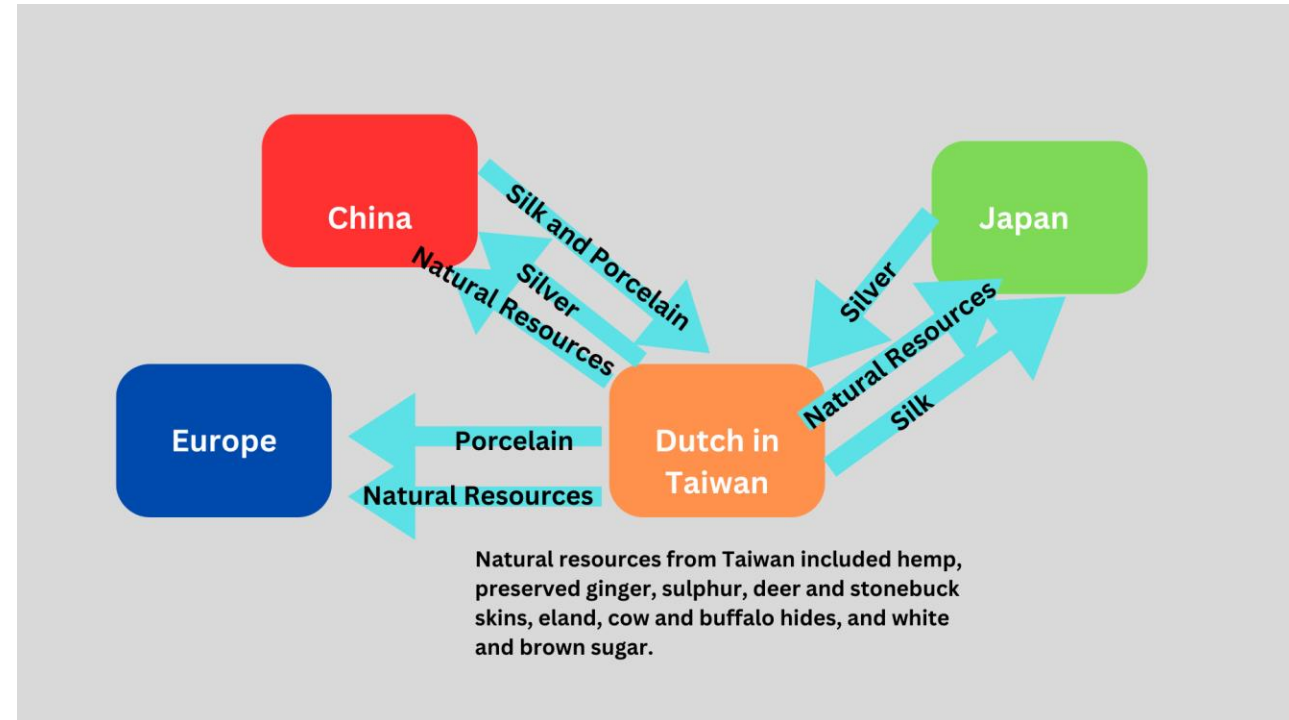 China
Silk and Porcelain
Silver
Natural Resources
Japan
Silver
Natural Resources
Silk
Europe
Porcelain
Natural Resources
Dutch in
Taiwan
Natural resources from Taiwan included hemp,
preserved ginger, sulphur, deer and stonebuck
skins, eland, cow and buffalo hides, and white
and brown sugar.